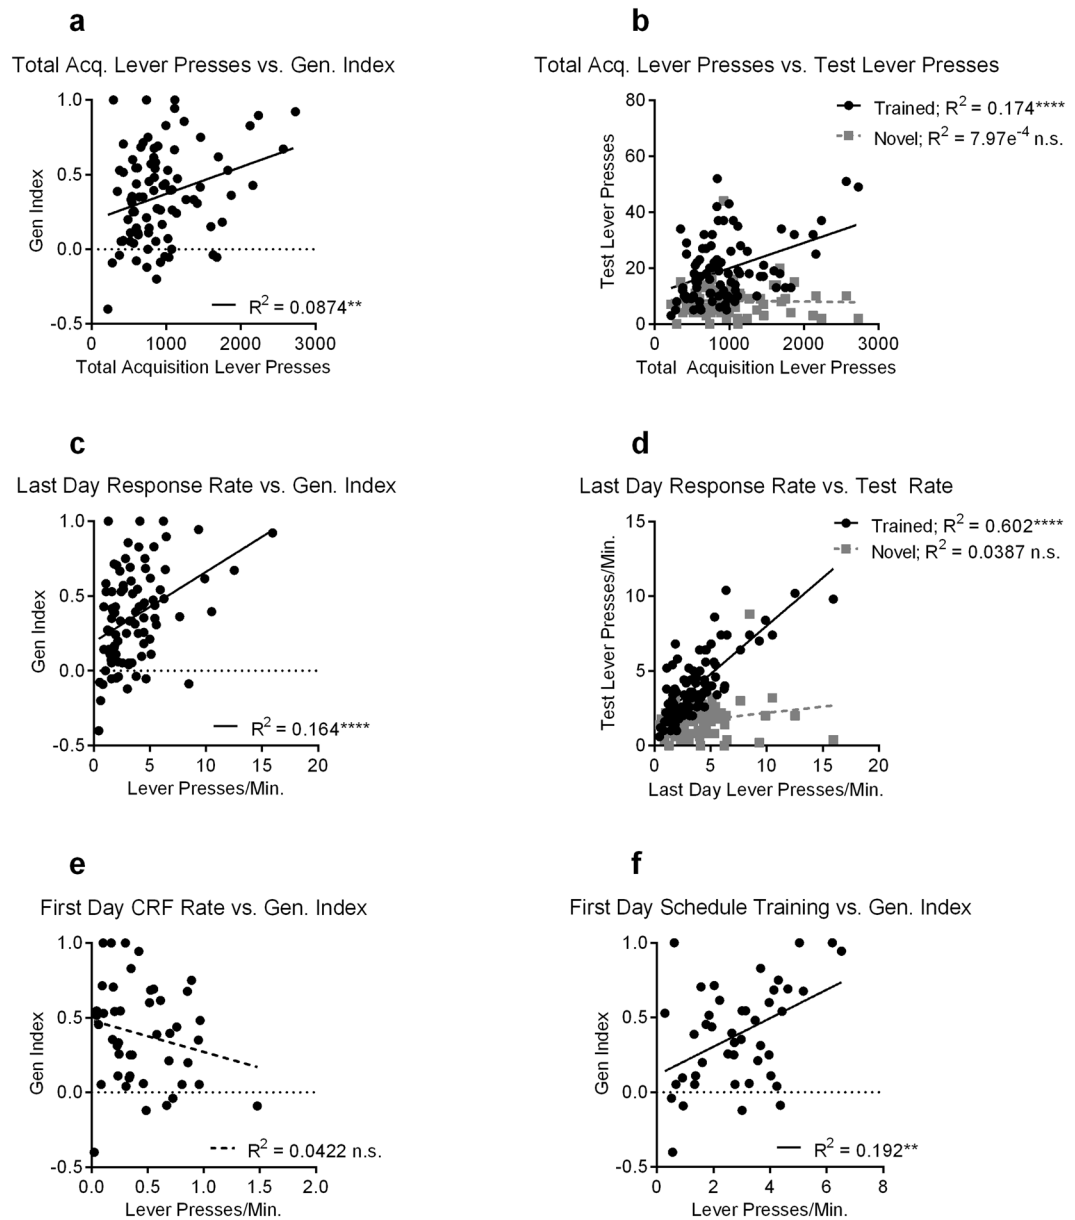 a
Total Acq. Lever Presses vs. Gen. Index
1.0
0.5
0.0
-0.5
Gen Index
R2 = 0.0874**
0 1000 2000 3000
Total Acquisition Lever Presses
b
Total Acq. Lever Presses vs. Test Lever Presses
80
60
40
20
0
Test Lever Presses
Trained; R2 = 0.174****
Novel; R2 = 7.97e-4 n.s.
0 1000 2000 3000
Total Acquisition Lever Presses
c
Last Day Response Rate vs. Gen. Index
1.0
0.5
0.0
-0.5
Gen Index
R2 = 0.164****
0 5 10 15 20
Lever Presses/Min.
d
Last Day Response Rate vs. Test Rate
15
10
5
0
Test Lever Presses/Min.
Trained; R2 = 0.602****
Novel; R2 = 0.0387 n.s.
0 5 10 15 20
Last Day Lever Presses/Min.
e
First Day CRF Rate vs. Gen. Index
1.0
0.5
0.0
-0.5
Gen Index
R2 = 0.0422 n.s.
0.0 0.5 1.0 1.5 2.0
Lever Presses/Min.
f
First Day Schedule Training vs. Gen. Index
1.0
0.5
0.0
-0.5
Gen Index
R2 = 0.192**
0 2 4 6 8
Lever Presses/Min.